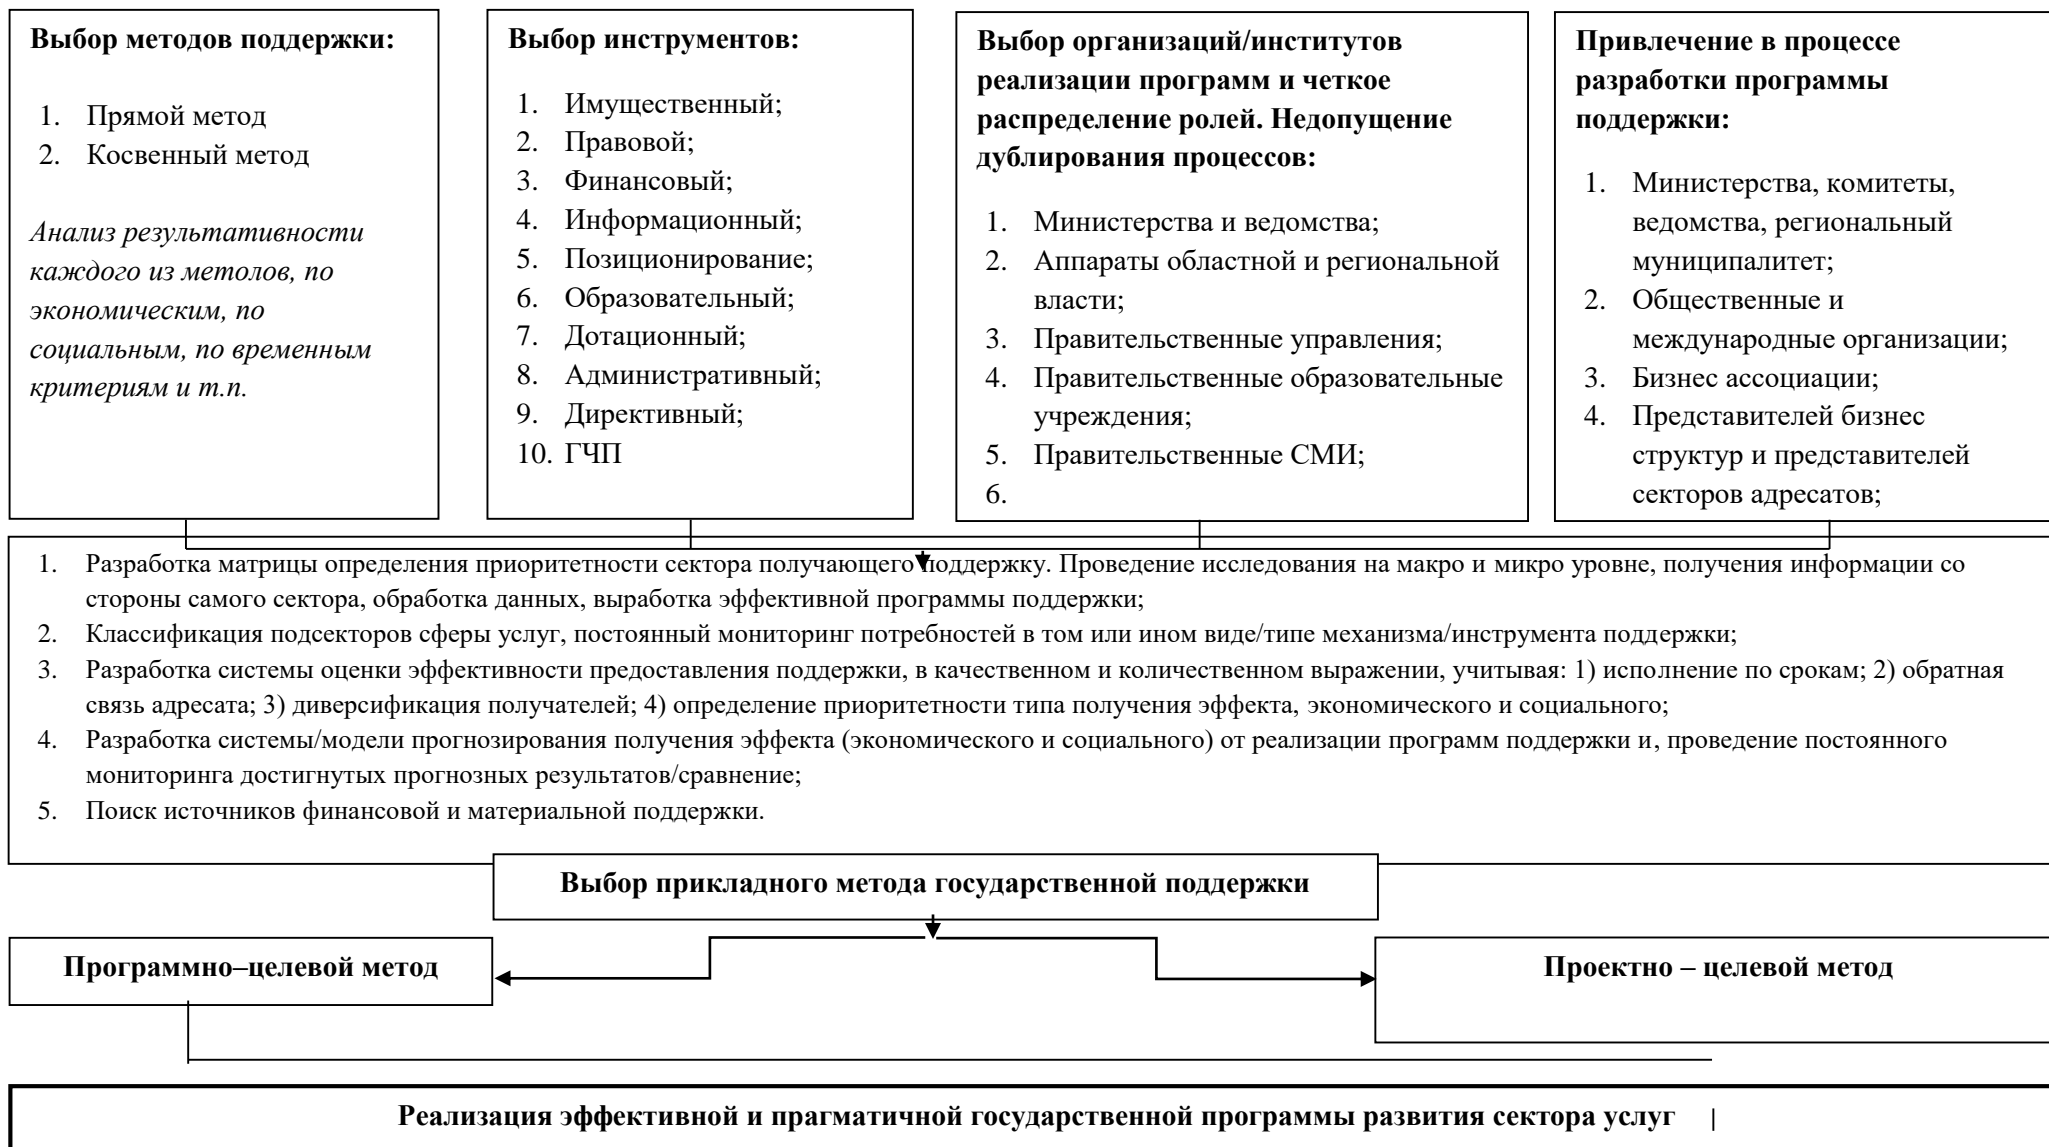 Выбор методов поддержки:
1. Прямой метод
2. Косвенный метод
Анализ результативности
каждого из метолов, по
экономическим, по
социальным, по временным
критериям и т.п.
Выбор инструментов:
1. Имущественный;
2. Правовой;
3. Финансовый;
4. Информационный;
5. Позиционирование;
6. Образовательный;
7. Дотационный;
8. Административный;
9. Директивный;
10. ГЧП
Выбор организаций/институтов
реализации программ и четкое
распределение ролей. Недопущение
дублирования процессов:
1. Министерства и ведомства;
2. Аппараты областной и региональной
власти;
3. Правительственные управления;
4. Правительственные образовательные
учреждения;
5. Правительственные СМИ;
6.
Привлечение в процессе
разработки программы
поддержки:
1. Министерства, комитеты,
ведомства, региональный
муниципалитет;
2. Общественные и
международные организации;
3. Бизнес ассоциации;
4. Представителей бизнес
структур и представителей
секторов адресатов;
1. Разработка матрицы определения приоритетности сектора получающего поддержку. Проведение исследования на макро и микро уровне, получения информации со
стороны самого сектора, обработка данных, выработка эффективной программы поддержки;
2. Классификация подсекторов сферы услуг, постоянный мониторинг потребностей в том или ином виде/типе механизма/инструмента поддержки;
3. Разработка системы оценки эффективности предоставления поддержки, в качественном и количественном выражении, учитывая: 1) исполнение по срокам; 2) обратная
связь адресата; 3) диверсификация получателей; 4) определение приоритетности типа получения эффекта, экономического и социального;
4. Разработка системы/модели прогнозирования получения эффекта (экономического и социального) от реализации программ поддержки и, проведение постоянного
мониторинга достигнутых прогнозных результатов/сравнение;
5. Поиск источников финансовой и материальной поддержки.
Выбор прикладного метода государственной поддержки
Программно–целевой метод
Проектно – целевой метод
Реализация эффективной и прагматичной государственной программы развития сектора услуг